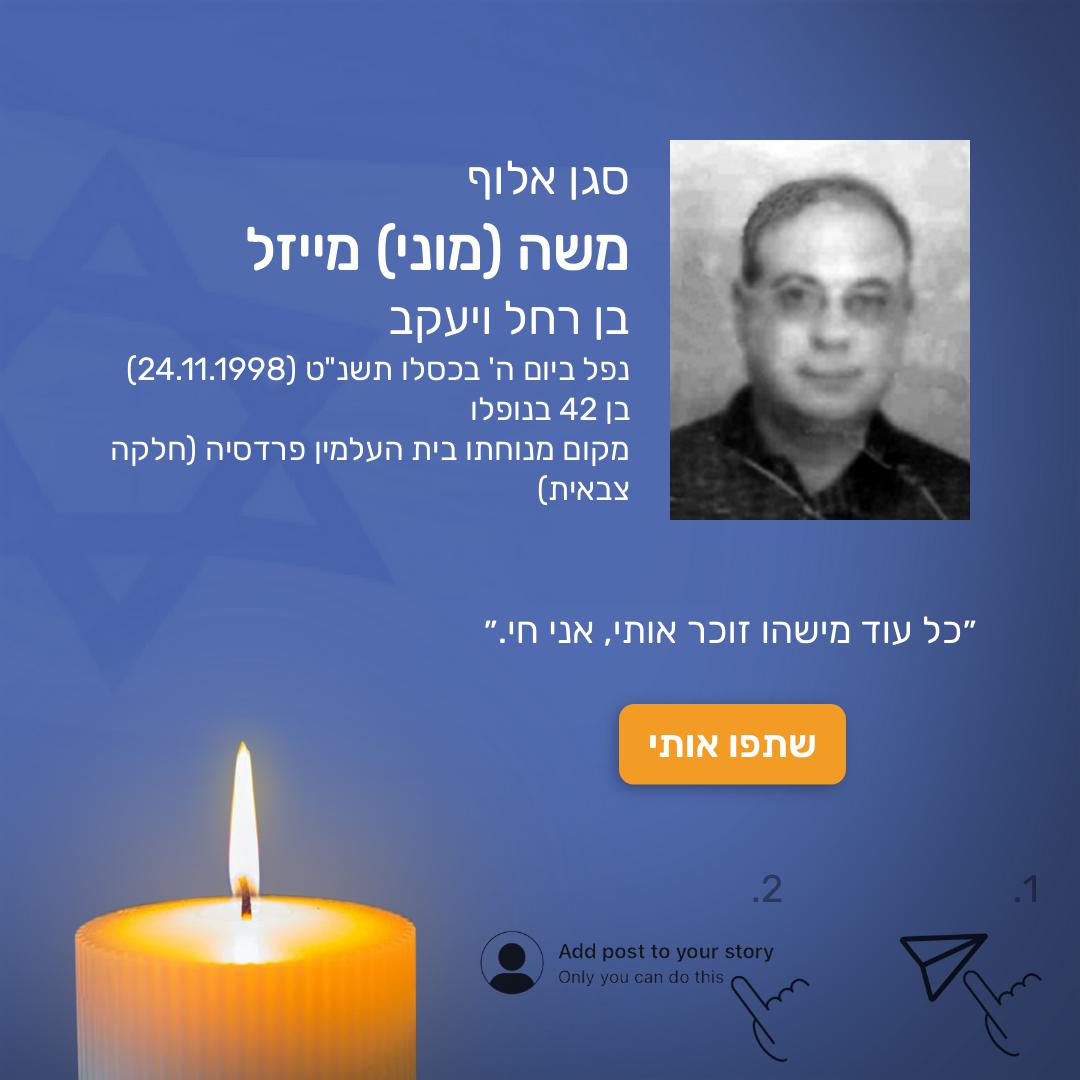 סגן אלוף
משה (מוני) מייזל
בן רחל ויעקב
נפל ביום ה' בכסלו תשנ"ט (24.11.1998)
בן 42 בנופלו
מקום מנוחתו בית העלמין פרדסיה (חלקה
צבאית)
״כל עוד מישהו זוכר אותי, אני חי.״
שתפו אותי
.1
.2
Add post to your story
Only you can do this